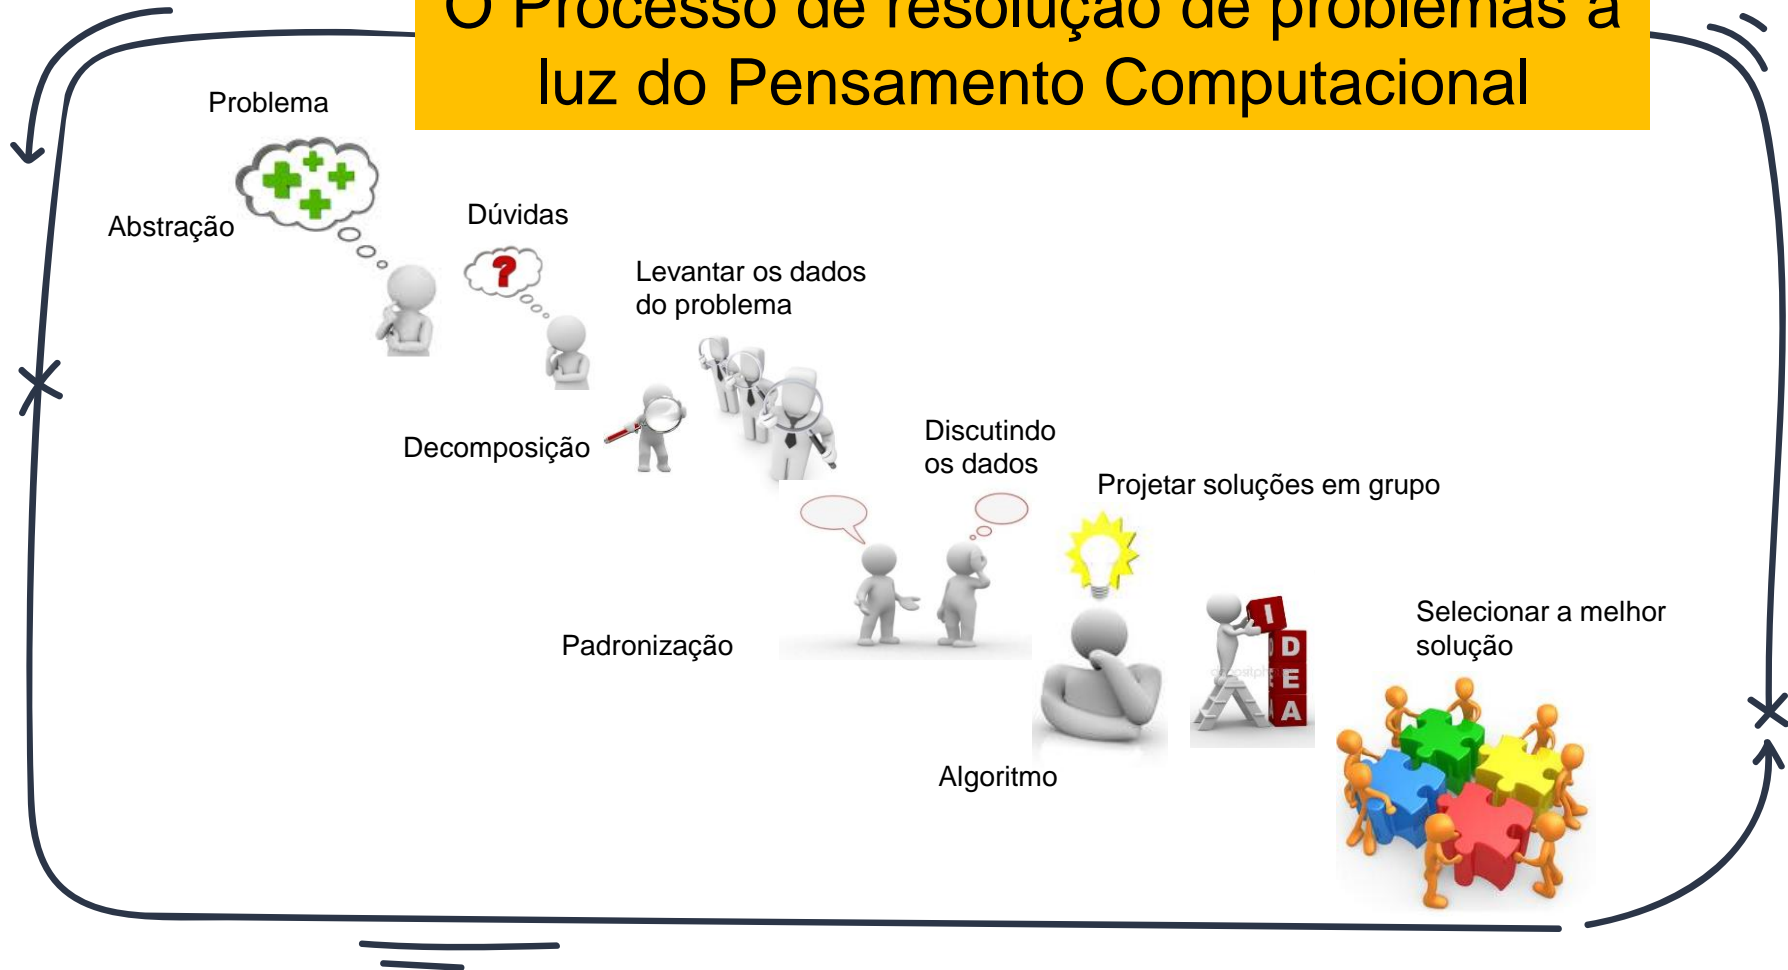 O Processo de resolução de problemas à
luz do Pensamento Computacional
Problema
Abstração
Dúvidas
?
Levantar os dados
do problema
Decomposição
Discutindo
os dados
Projetar soluções em grupo
Padronização
I
D
E
A
Selecionar a melhor
solução
Algoritmo